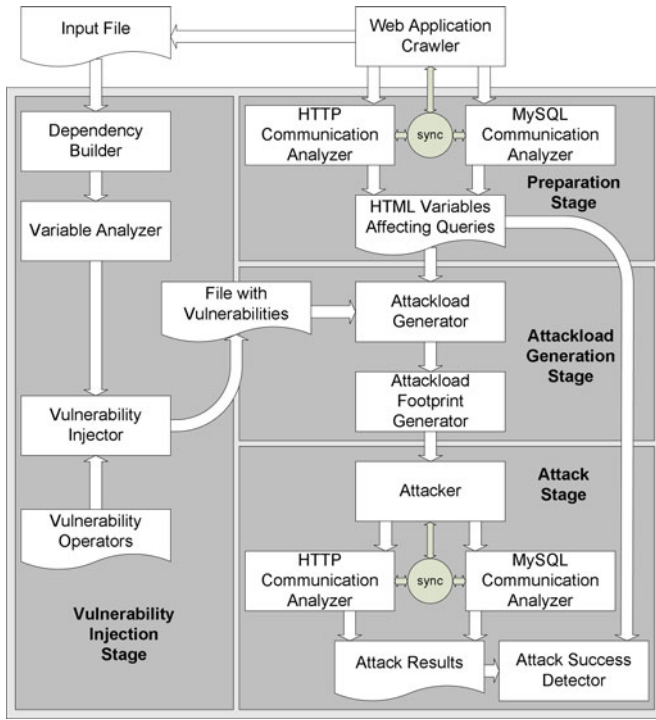 Input File
Web Application
Crawler
Dependency
Builder
HTTP
Communication
Analyzer
sync
MySQL
Communication
Analyzer
Preparation
Stage
Variable Analyzer
HTML Variables
Affecting Queries
File with
Vulnerabilities
Attackload
Generator
Attackload
Generation
Stage
Attackload
Footprint
Generator
Vulnerability
Injector
Attacker
Attack
Stage
Vulnerability
Operators
HTTP
Communication
Analyzer
sync
MySQL
Communication
Analyzer
Vulnerability
Injection
Stage
Attack Results
Attack Success
Detector